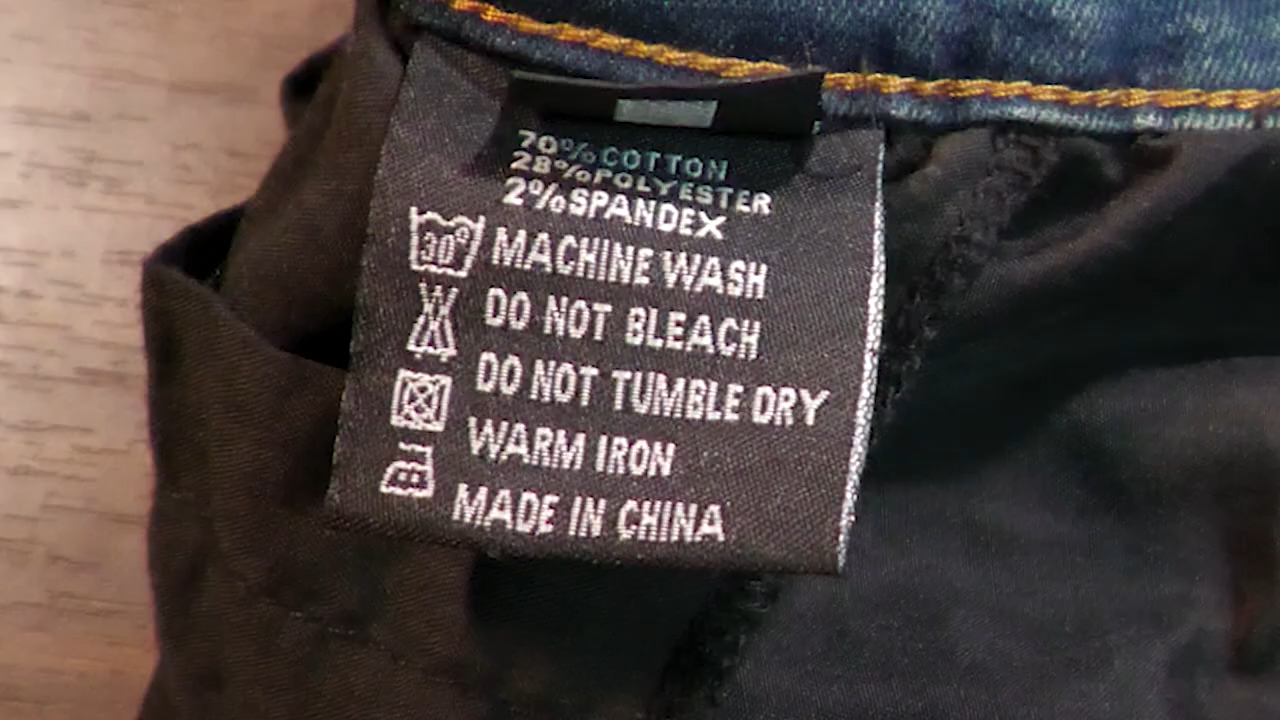 70%COTTON
28%POLYESTER
2%SPANDEX
30° MACHINE WASH
DO NOT BLEACH
DO NOT TUMBLE DRY
WARM IRON
MADE IN CHINA